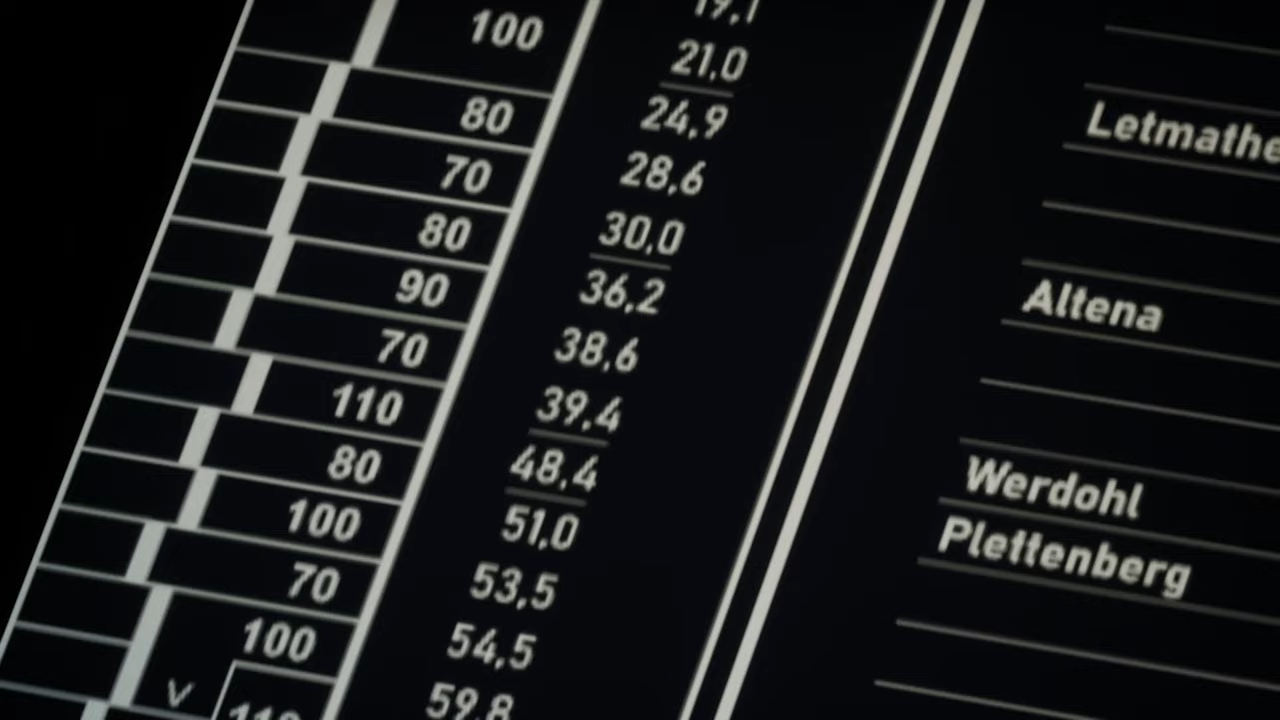 100 21,0 Letmathe
80 24,9
70 28,6
80 30,0 Altena
90 36,2
70 38,6
110 39,4 Werdohl
80 48,4 Plettenberg
100 51,0
70 53,5
100 54,5
V 110 59,8